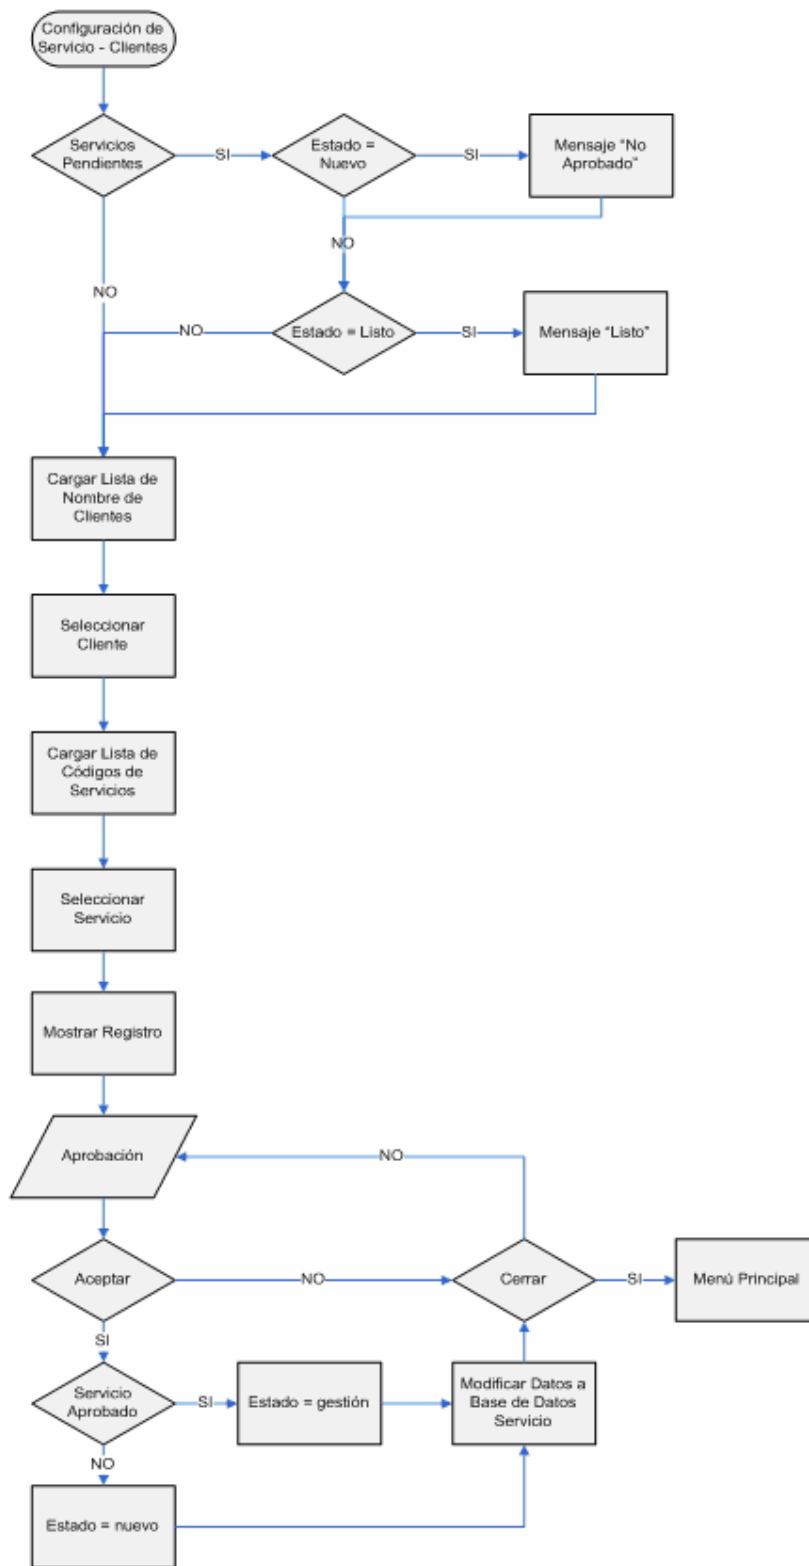 Configuración de
Servicio - Clientes
Servicios
Pendientes
SI
Estado =
Nuevo
SI
Mensaje “No
Aprobado”
NO
NO
Estado = Listo
NO
SI
Mensaje “Listo”
Cargar Lista de
Nombre de
Clientes
Seleccionar
Cliente
Cargar Lista de
Códigos de
Servicios
Seleccionar
Servicio
Mostrar Registro
Aprobación
NO
Aceptar
NO
Cerrar
SI
Menú Principal
SI
Servicio
Aprobado
SI
Estado = gestión
Modificar Datos a
Base de Datos
Servicio
NO
Estado = nuevo